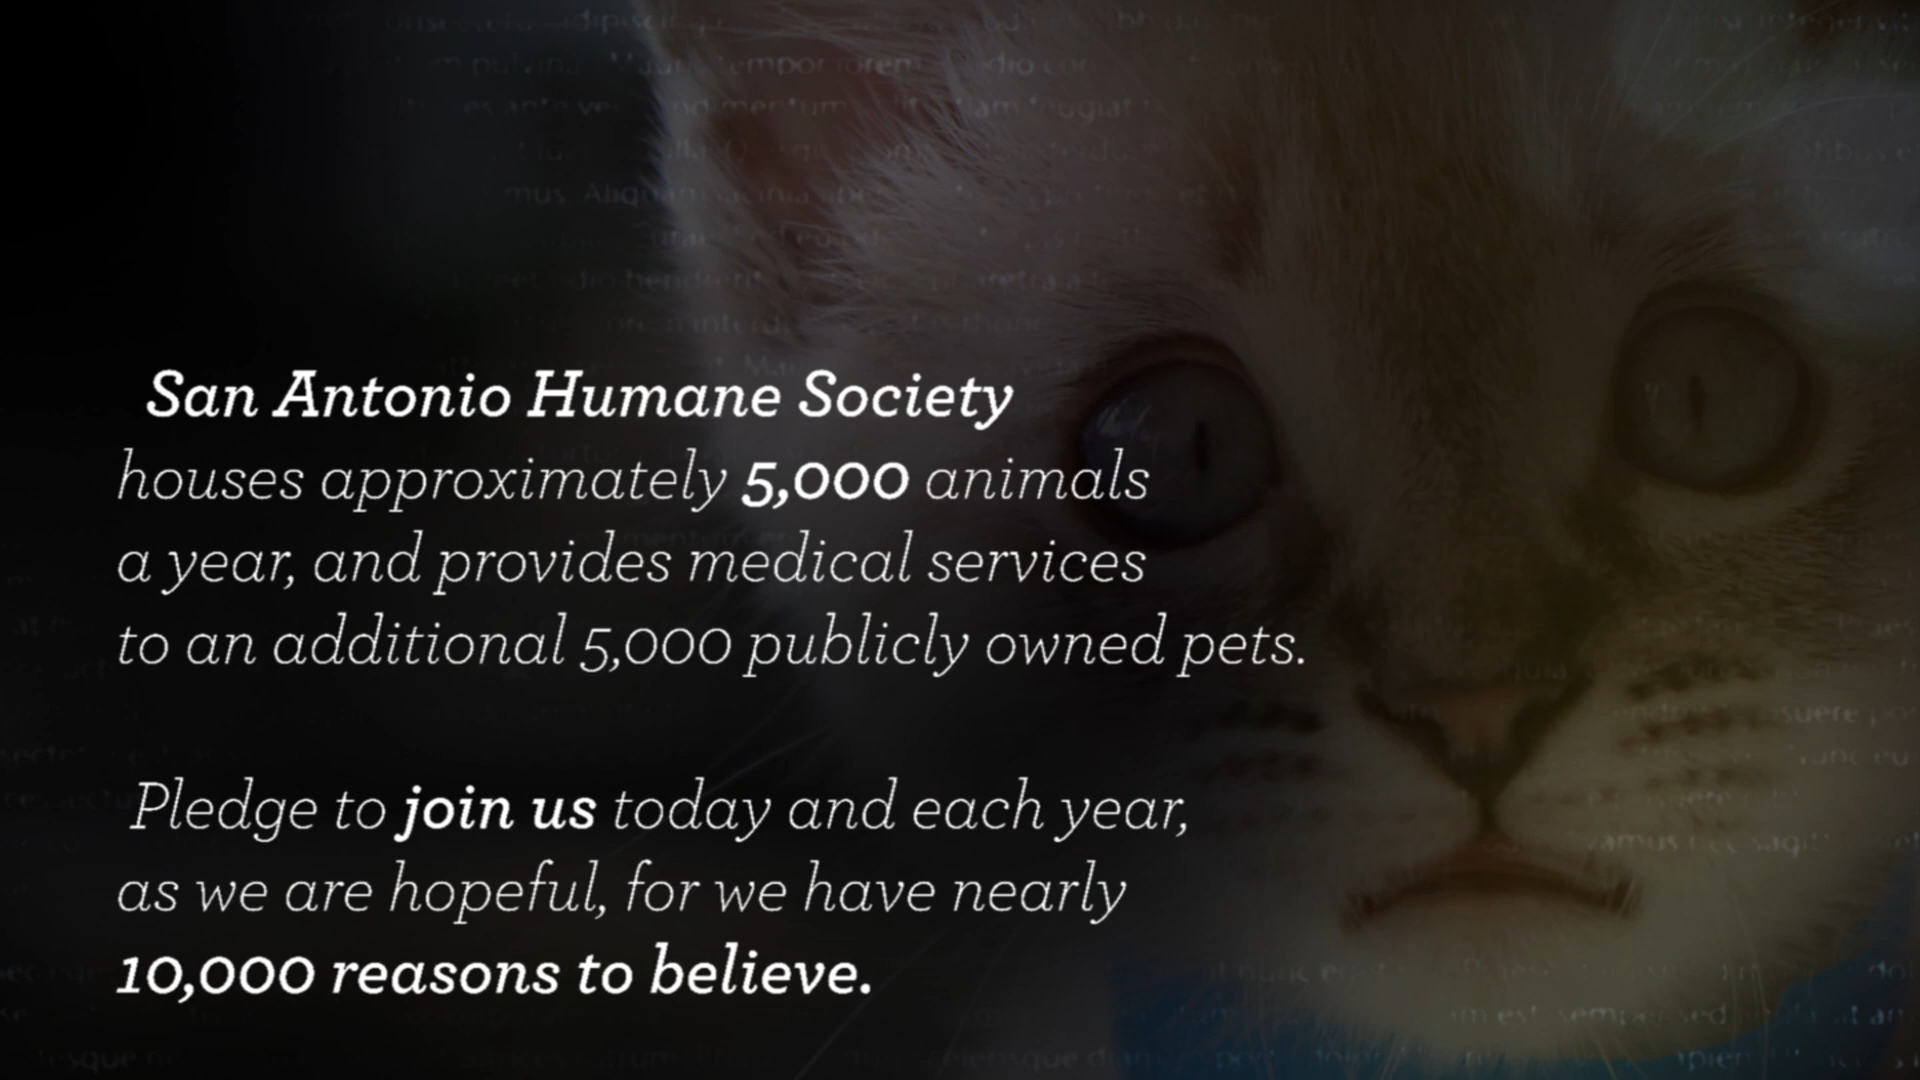 San Antonio Humane Society
houses approximately 5,000 animals
a year, and provides medical services
to an additional 5,000 publicly owned pets.
Pledge to join us today and each year,
as we are hopeful, for we have nearly
10,000 reasons to believe.